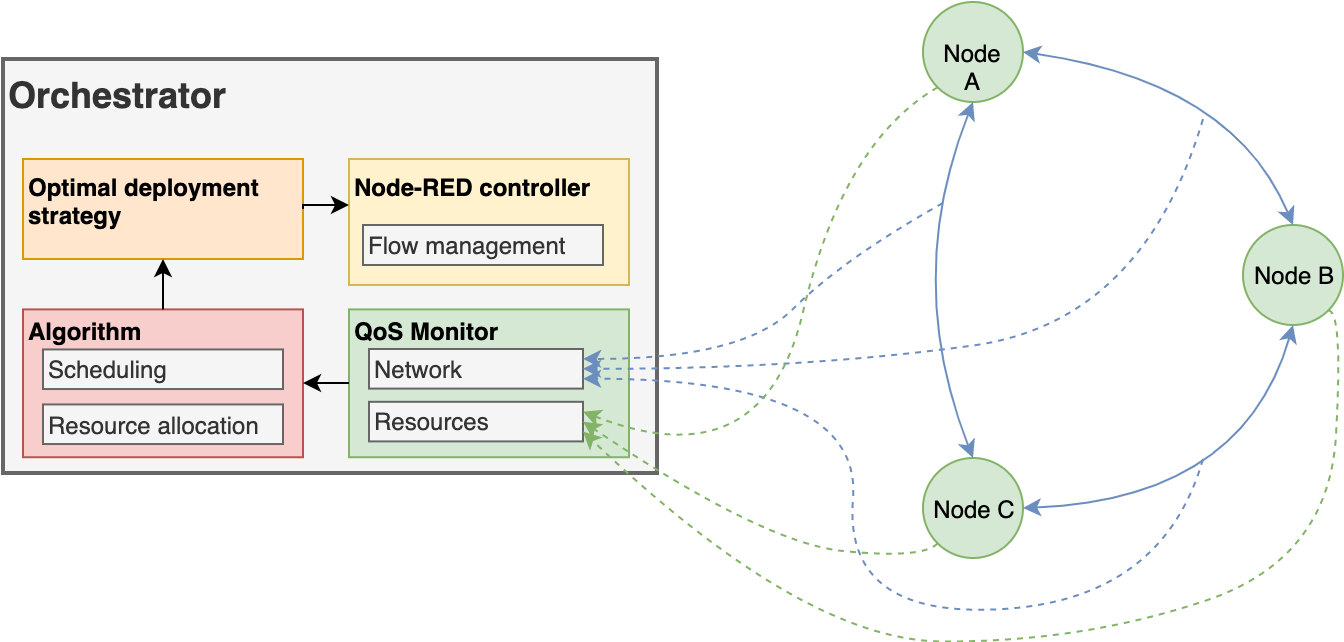 Orchestrator
Optimal deployment
strategy
Node-RED controller
Flow management
Algorithm
Scheduling
Resource allocation
QoS Monitor
Network
Resources
Node
A
Node B
Node C